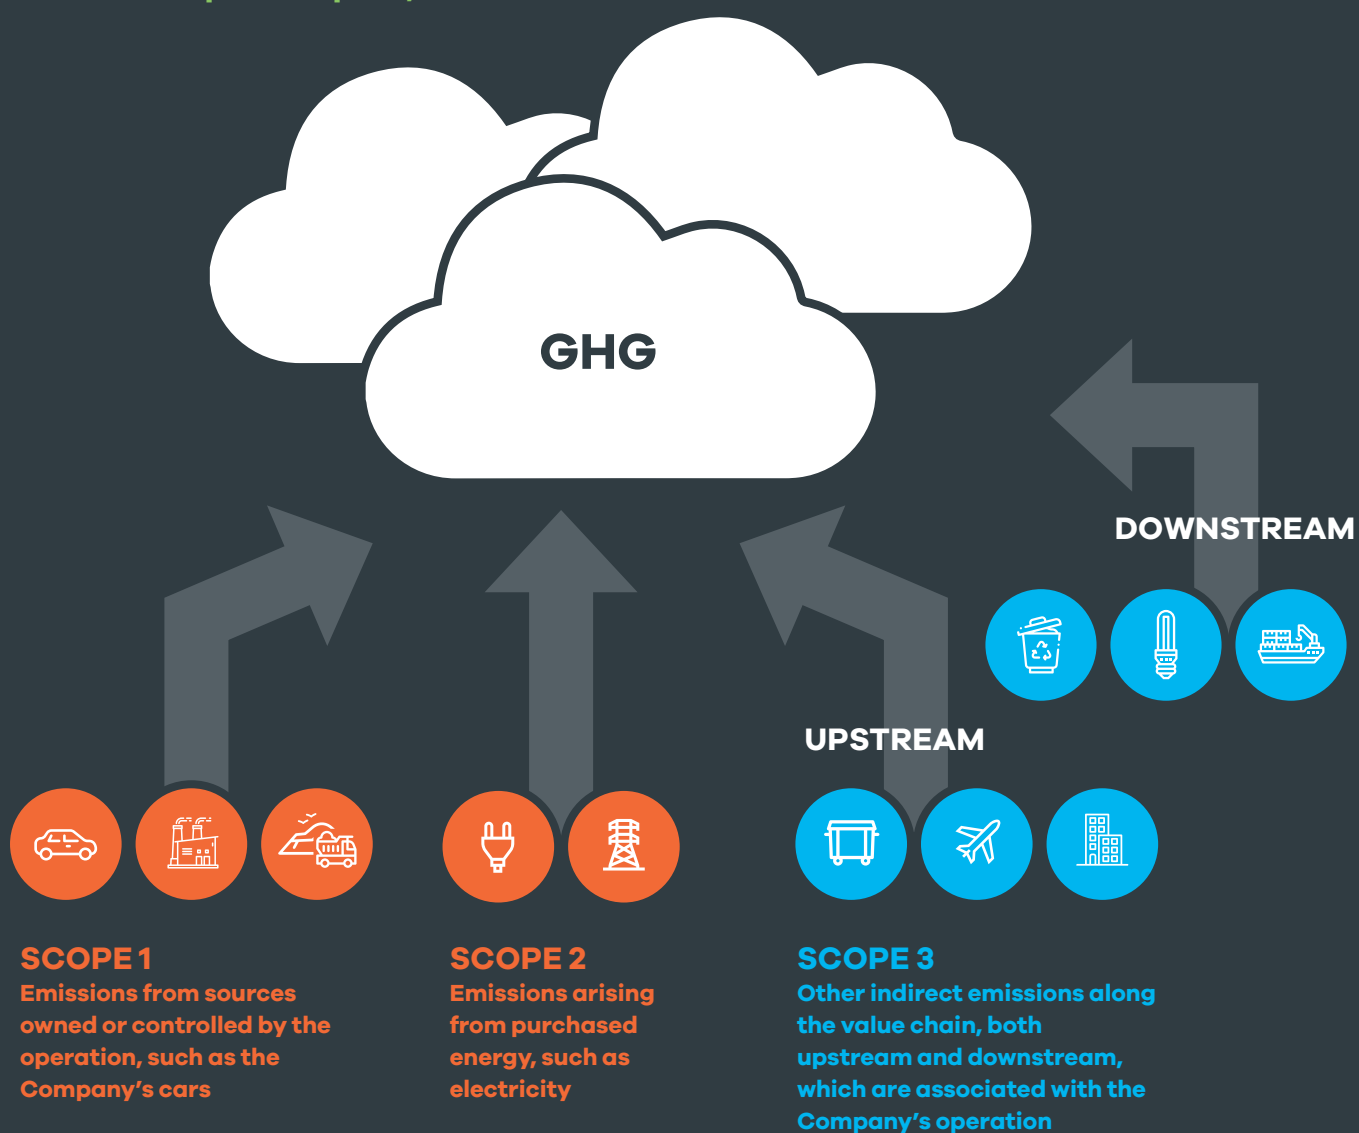 GHG
DOWNSTREAM
UPSTREAM
SCOPE 1
Emissions from sources
owned or controlled by the
operation, such as the
Company's cars
SCOPE 2
Emissions arising
from purchased
energy, such as
electricity
SCOPE 3
Other indirect emissions along
the value chain, both
upstream and downstream,
which are associated with the
Company's operation